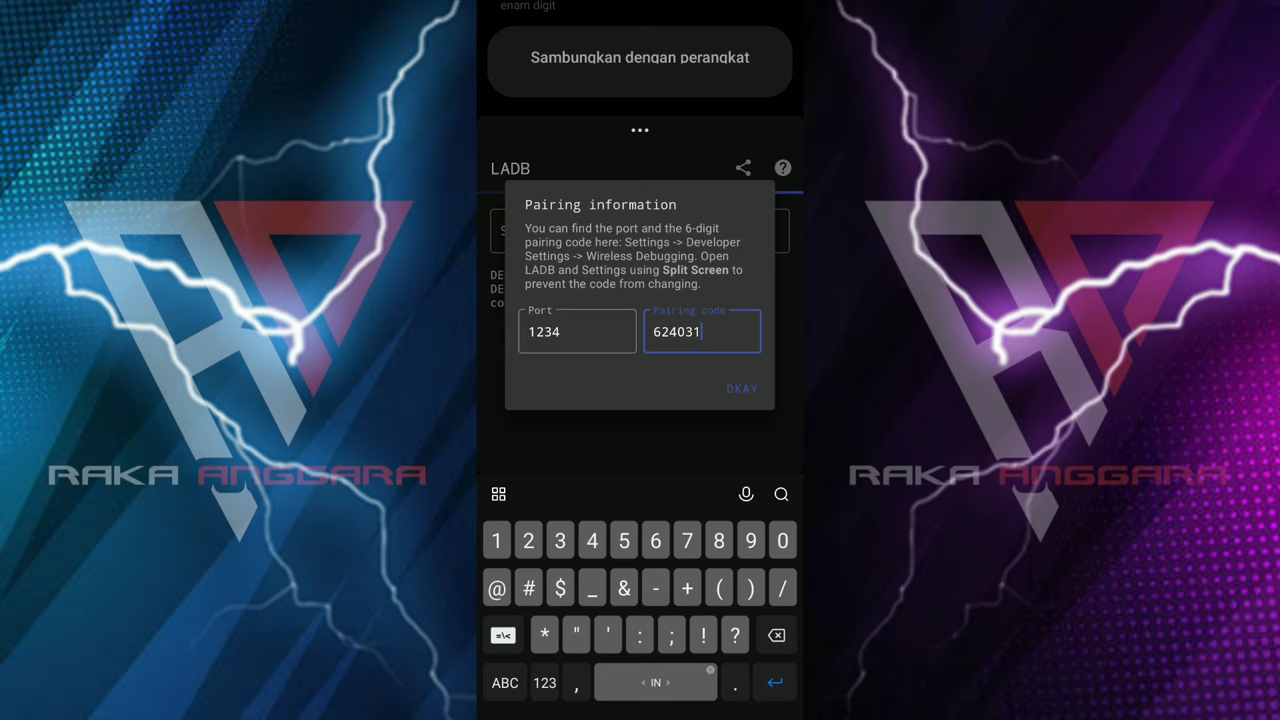 enam digit
Sambungkan dengan perangkat
LADB
Pairing information
You can find the port and the 6-digit
pairing code here: Settings -> Developer
Settings -> Wireless Debugging. Open
LADB and Settings using Split Screen to
prevent the code from changing.
Port
1234
Pairing code
624031
OKAY
S
DE
DE
co
RAKA ANGGARA
RAKA ANGGARA
1 2 3 4 5 6 7 8 9 0
@ # $ _ & - + ( ) /
=\< * " ' : ; ! ?
ABC 123 , IN .